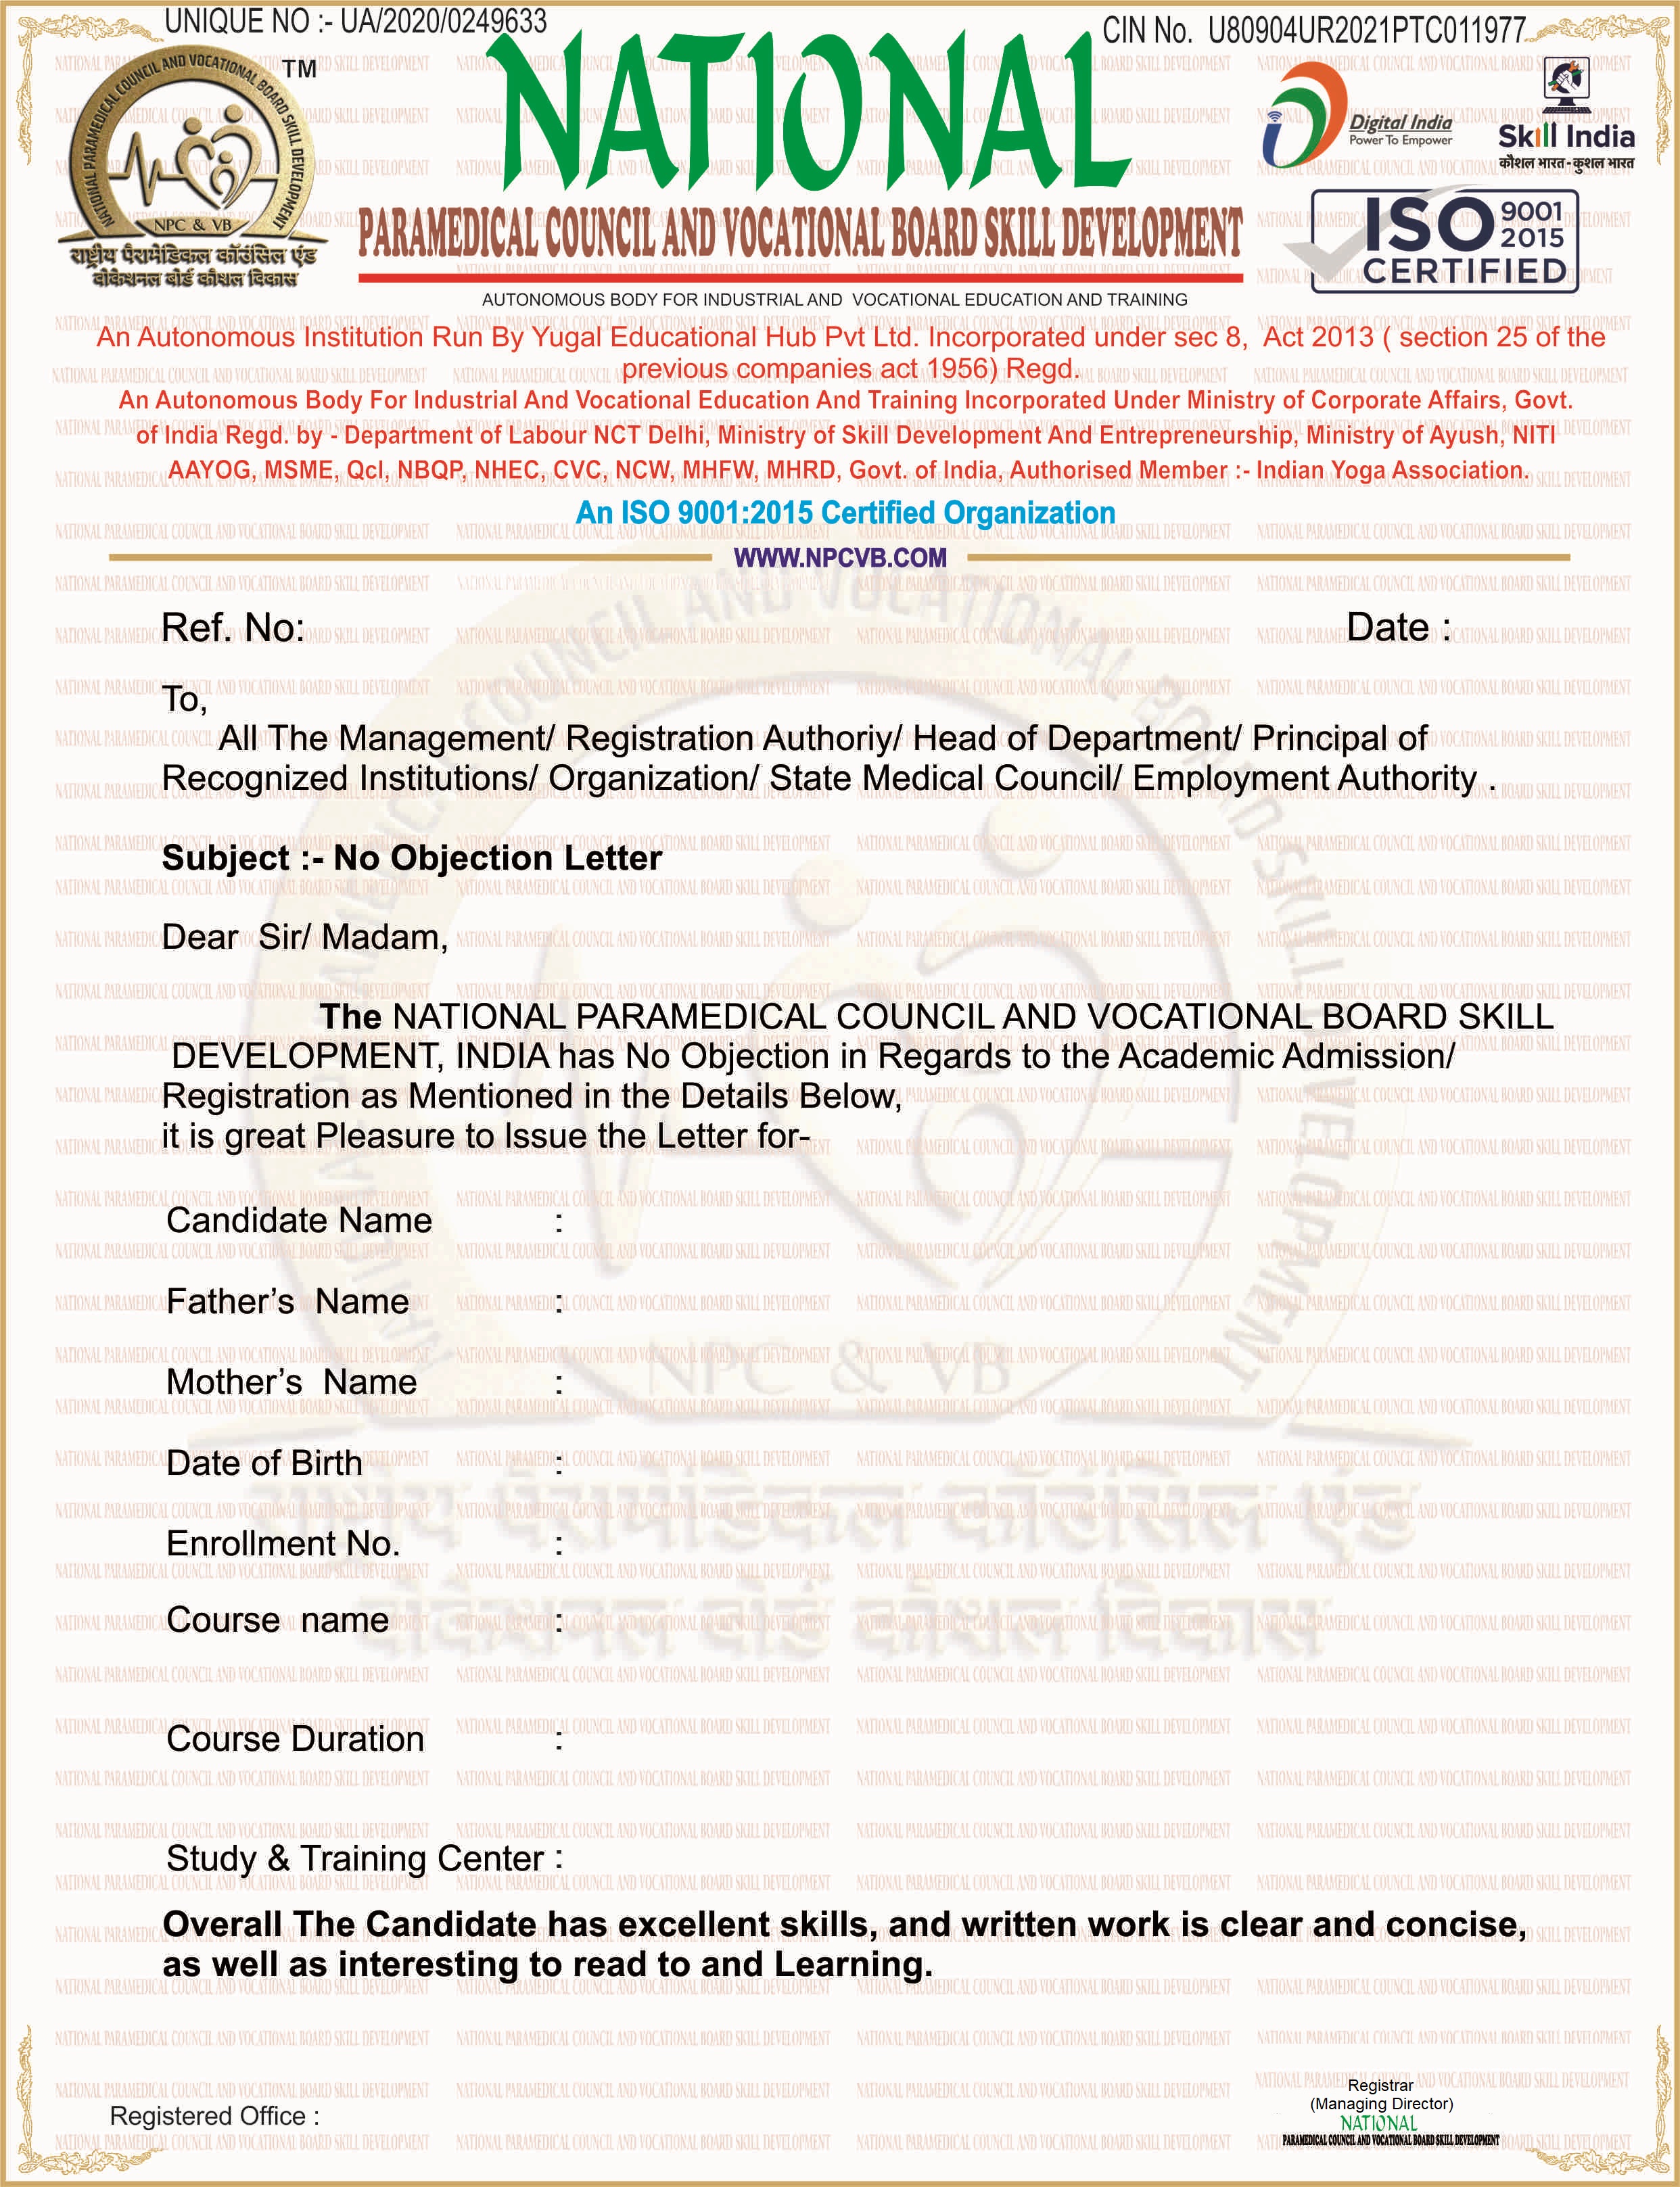 UNIQUE NO :- UA/2020/0249633
CIN No. U80904UR2021PTC011977
NATIONAL PARAMEDICAL COUNCIL AND VOCATIONAL BOARD SKILL DEVELOPMENT
TM
NPC & VB
राष्ट्रीय पैरामेडिकल कॉउंसिल एंड
वोकेशनल बोर्ड कौशल विकास
NATIONAL
PARAMEDICAL COUNCIL AND VOCATIONAL BOARD SKILL DEVELOPMENT
AUTONOMOUS BODY FOR INDUSTRIAL AND VOCATIONAL EDUCATION AND TRAINING
Digital India
Power To Empower
Skill India
कौशल भारत - कुशल भारत
ISO 9001
2015
CERTIFIED
An Autonomous Institution Run By Yugal Educational Hub Pvt Ltd. Incorporated under sec 8, Act 2013 ( section 25 of the
previous companies act 1956) Regd.
An Autonomous Body For Industrial And Vocational Education And Training Incorporated Under Ministry of Corporate Affairs, Govt.
of India Regd. by - Department of Labour NCT Delhi, Ministry of Skill Development And Entrepreneurship, Ministry of Ayush, NITI
AAYOG, MSME, QcI, NBQP, NHEC, CVC, NCW, MHFW, MHRD, Govt. of India, Authorised Member :- Indian Yoga Association.
An ISO 9001:2015 Certified Organization
WWW.NPCVB.COM
Ref. No:
Date :
To,
All The Management/ Registration Authoriy/ Head of Department/ Principal of
Recognized Institutions/ Organization/ State Medical Council/ Employment Authority .
Subject :- No Objection Letter
Dear Sir/ Madam,
The NATIONAL PARAMEDICAL COUNCIL AND VOCATIONAL BOARD SKILL
DEVELOPMENT, INDIA has No Objection in Regards to the Academic Admission/
Registration as Mentioned in the Details Below,
it is great Pleasure to Issue the Letter for-
Candidate Name :
Father’s Name :
Mother’s Name :
Date of Birth :
Enrollment No. :
Course name :
Course Duration :
Study & Training Center :
Overall The Candidate has excellent skills, and written work is clear and concise,
as well as interesting to read to and Learning.
Registered Office :
Registrar
(Managing Director)
NATIONAL
PARAMEDICAL COUNCIL AND VOCATIONAL BOARD SKILL DEVELOPMENT